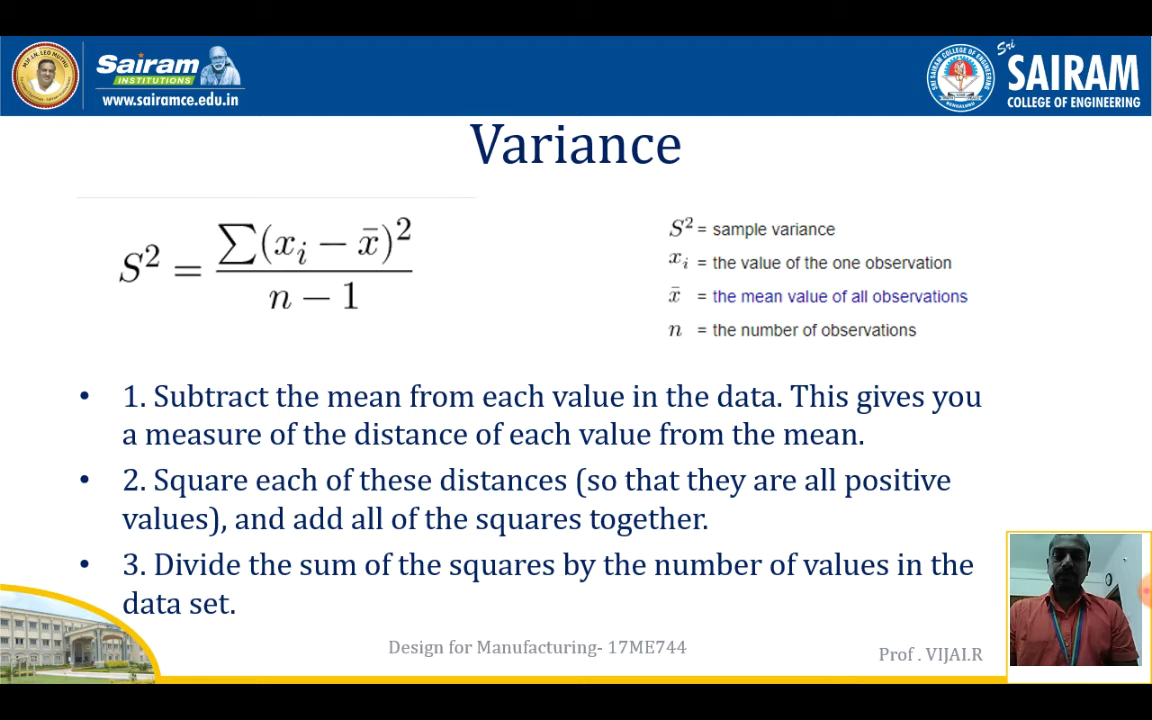 Sairam
INSTITUTIONS
www.sairamce.edu.in
Sri
SAIRAM
COLLEGE OF ENGINEERING
Variance
S² = ∑(xᵢ − x̄)² / n − 1
S² = sample variance
xᵢ = the value of the one observation
x̄ = the mean value of all observations
n = the number of observations
• 1. Subtract the mean from each value in the data. This gives you
a measure of the distance of each value from the mean.
• 2. Square each of these distances (so that they are all positive
values), and add all of the squares together.
• 3. Divide the sum of the squares by the number of values in the
data set.
Design for Manufacturing- 17ME744
Prof . VIJAI.R